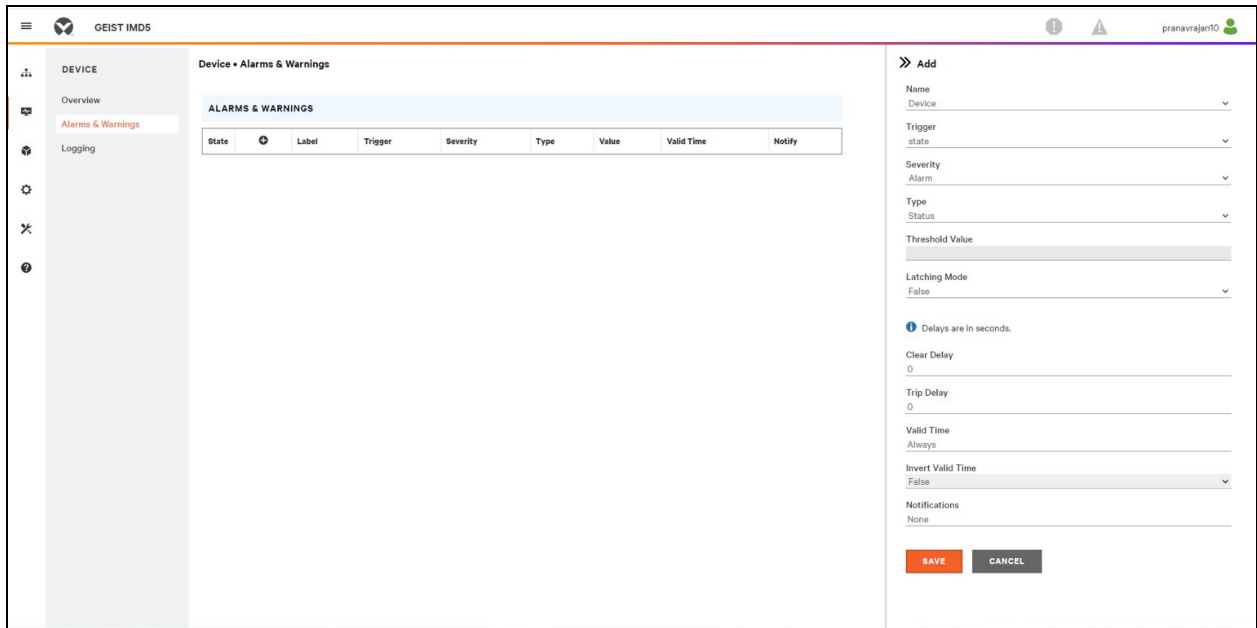 GEIST IMD5
pranavrajan10
DEVICE
Overview
Alarms & Warnings
Logging
Device • Alarms & Warnings
ALARMS & WARNINGS
State Label Trigger Severity Type Value Valid Time Notify
Add
Name
Device
Trigger
state
Severity
Alarm
Type
Status
Threshold Value
Latching Mode
False
Delays are in seconds.
Clear Delay
0
Trip Delay
0
Valid Time
Always
Invert Valid Time
False
Notifications
None
SAVE CANCEL